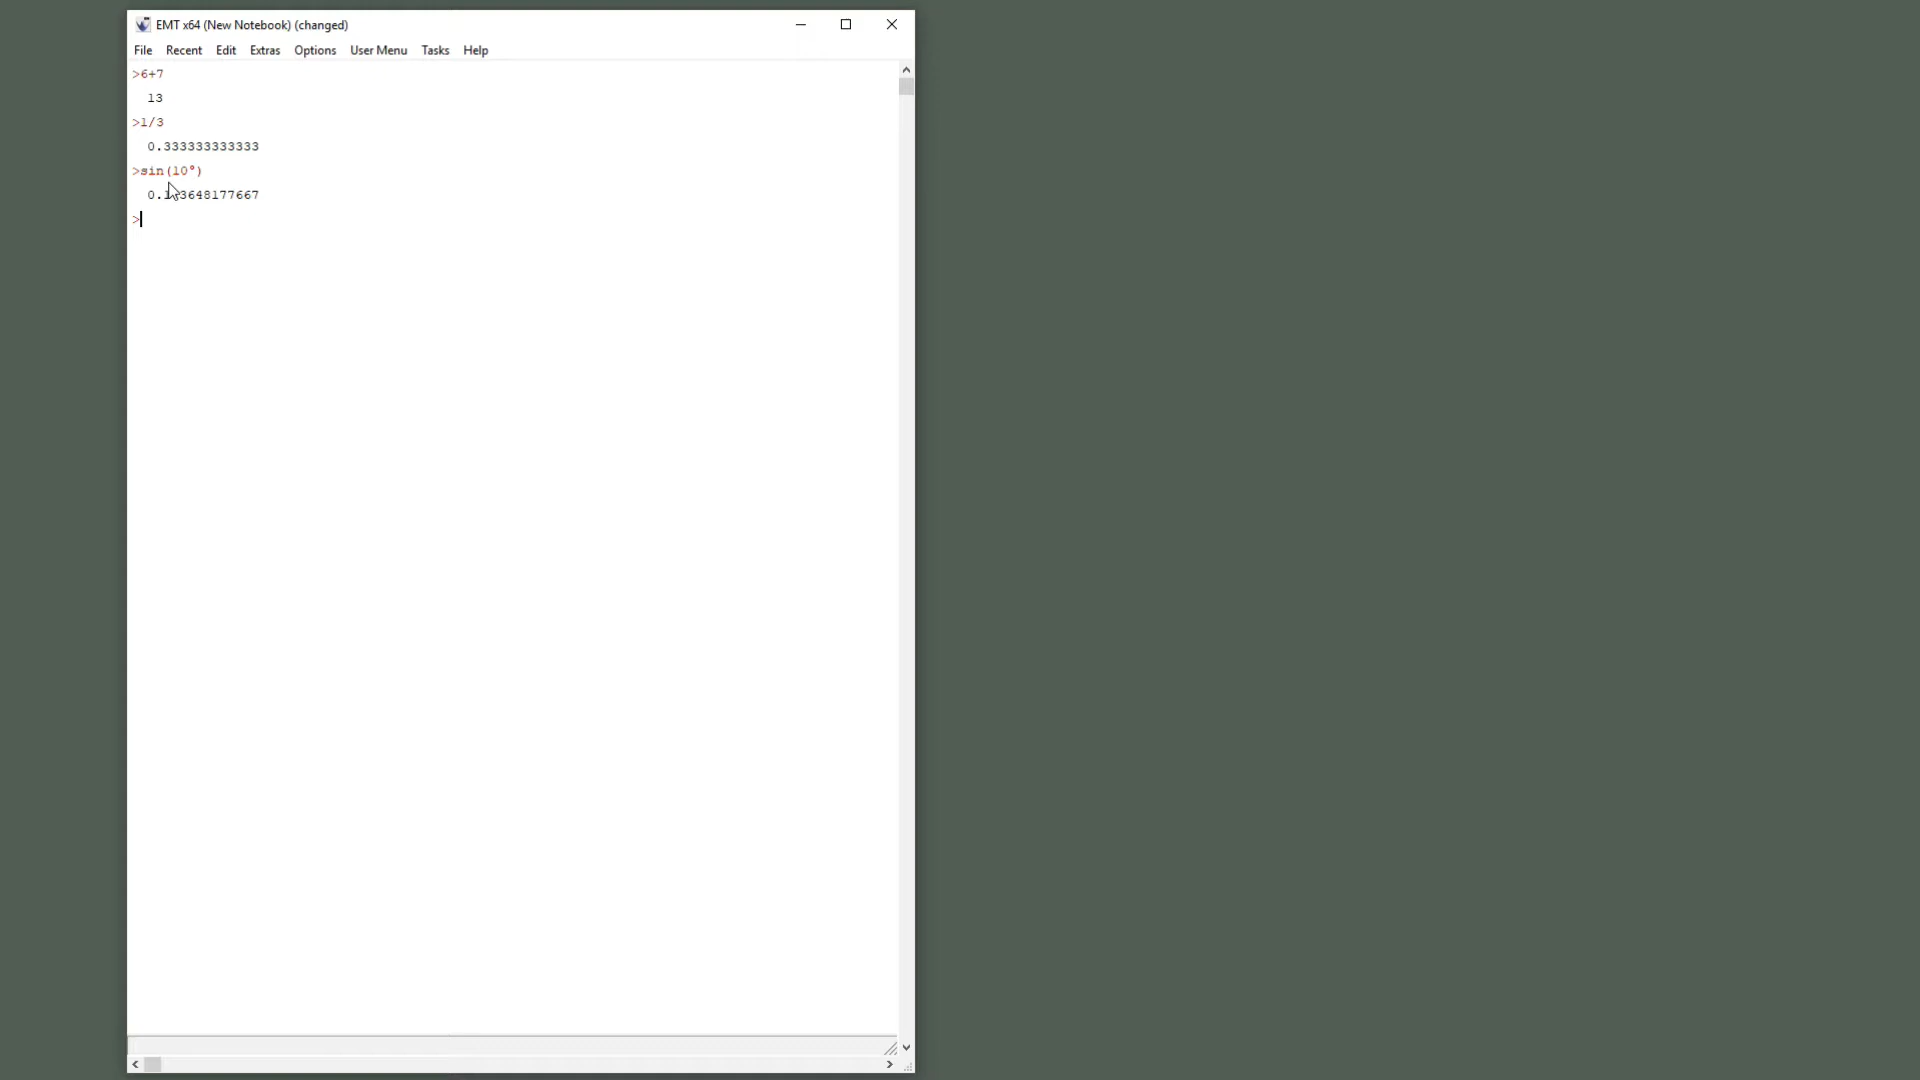 EMT x64 (New Notebook) (changed)
File Recent Edit Extras Options User Menu Tasks Help
>6+7
13
>1/3
0.333333333333
>sin(10°)
>